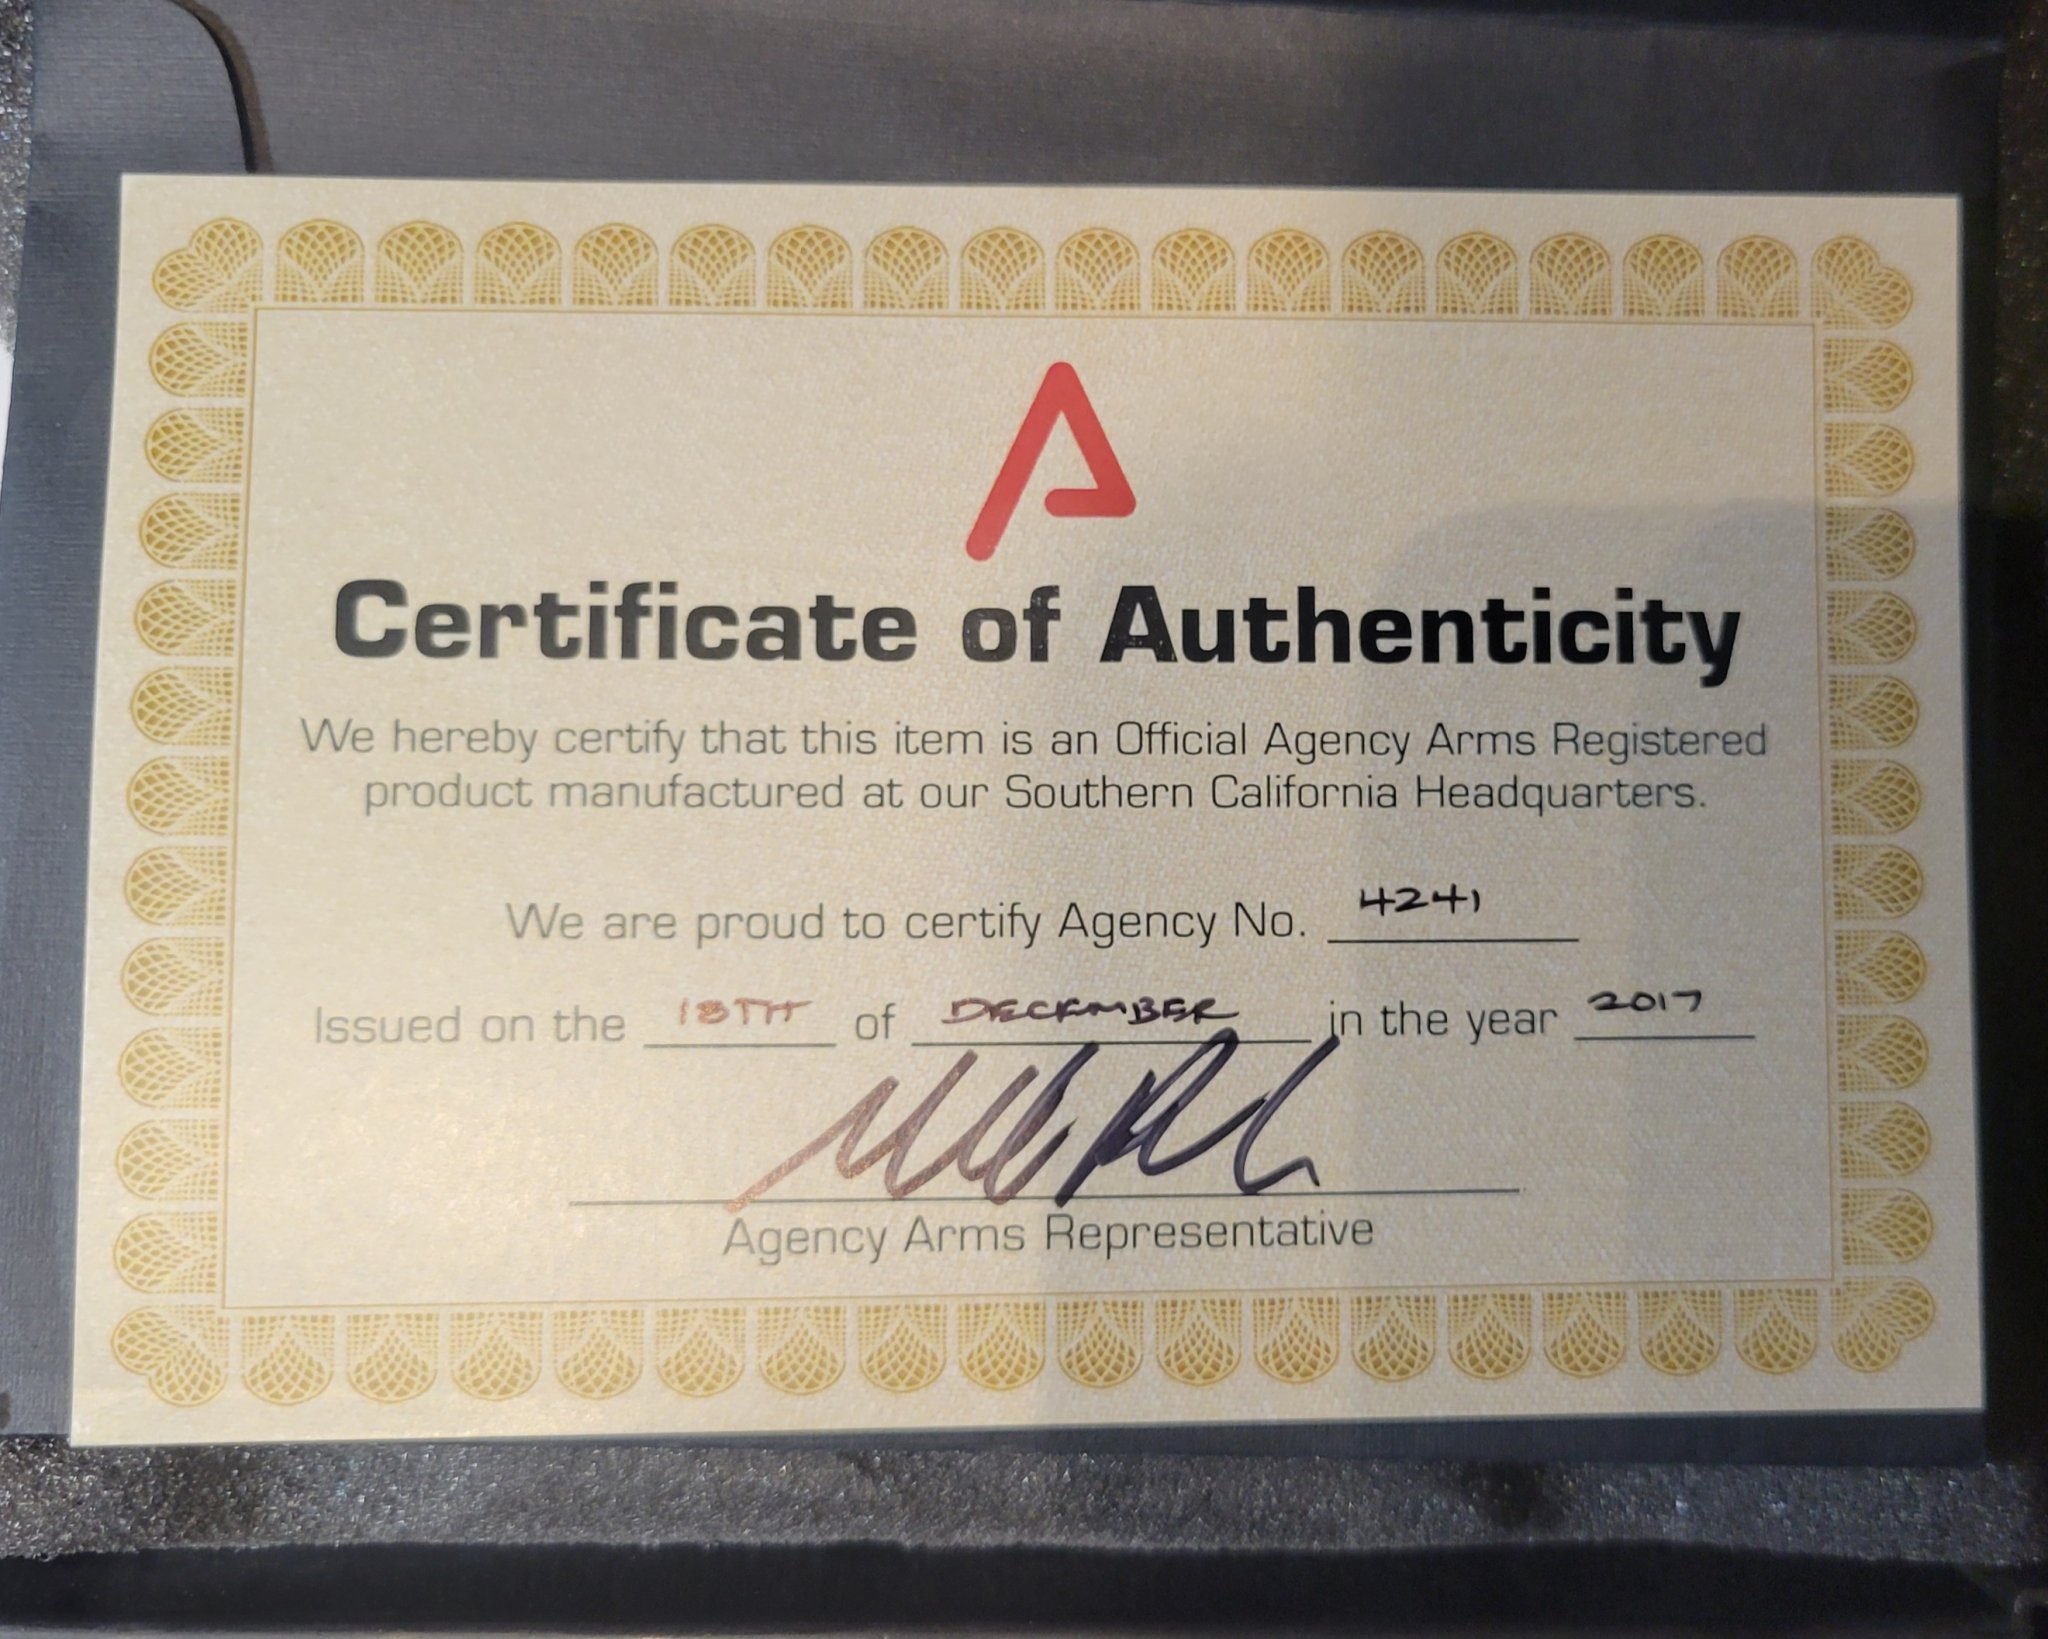 Certificate of Authenticity
We hereby certify that this item is an Official Agency Arms Registered
product manufactured at our Southern California Headquarters.
We are proud to certify Agency No. 4241
Issued on the 18TH of DECEMBER in the year 2017
Agency Arms Representative